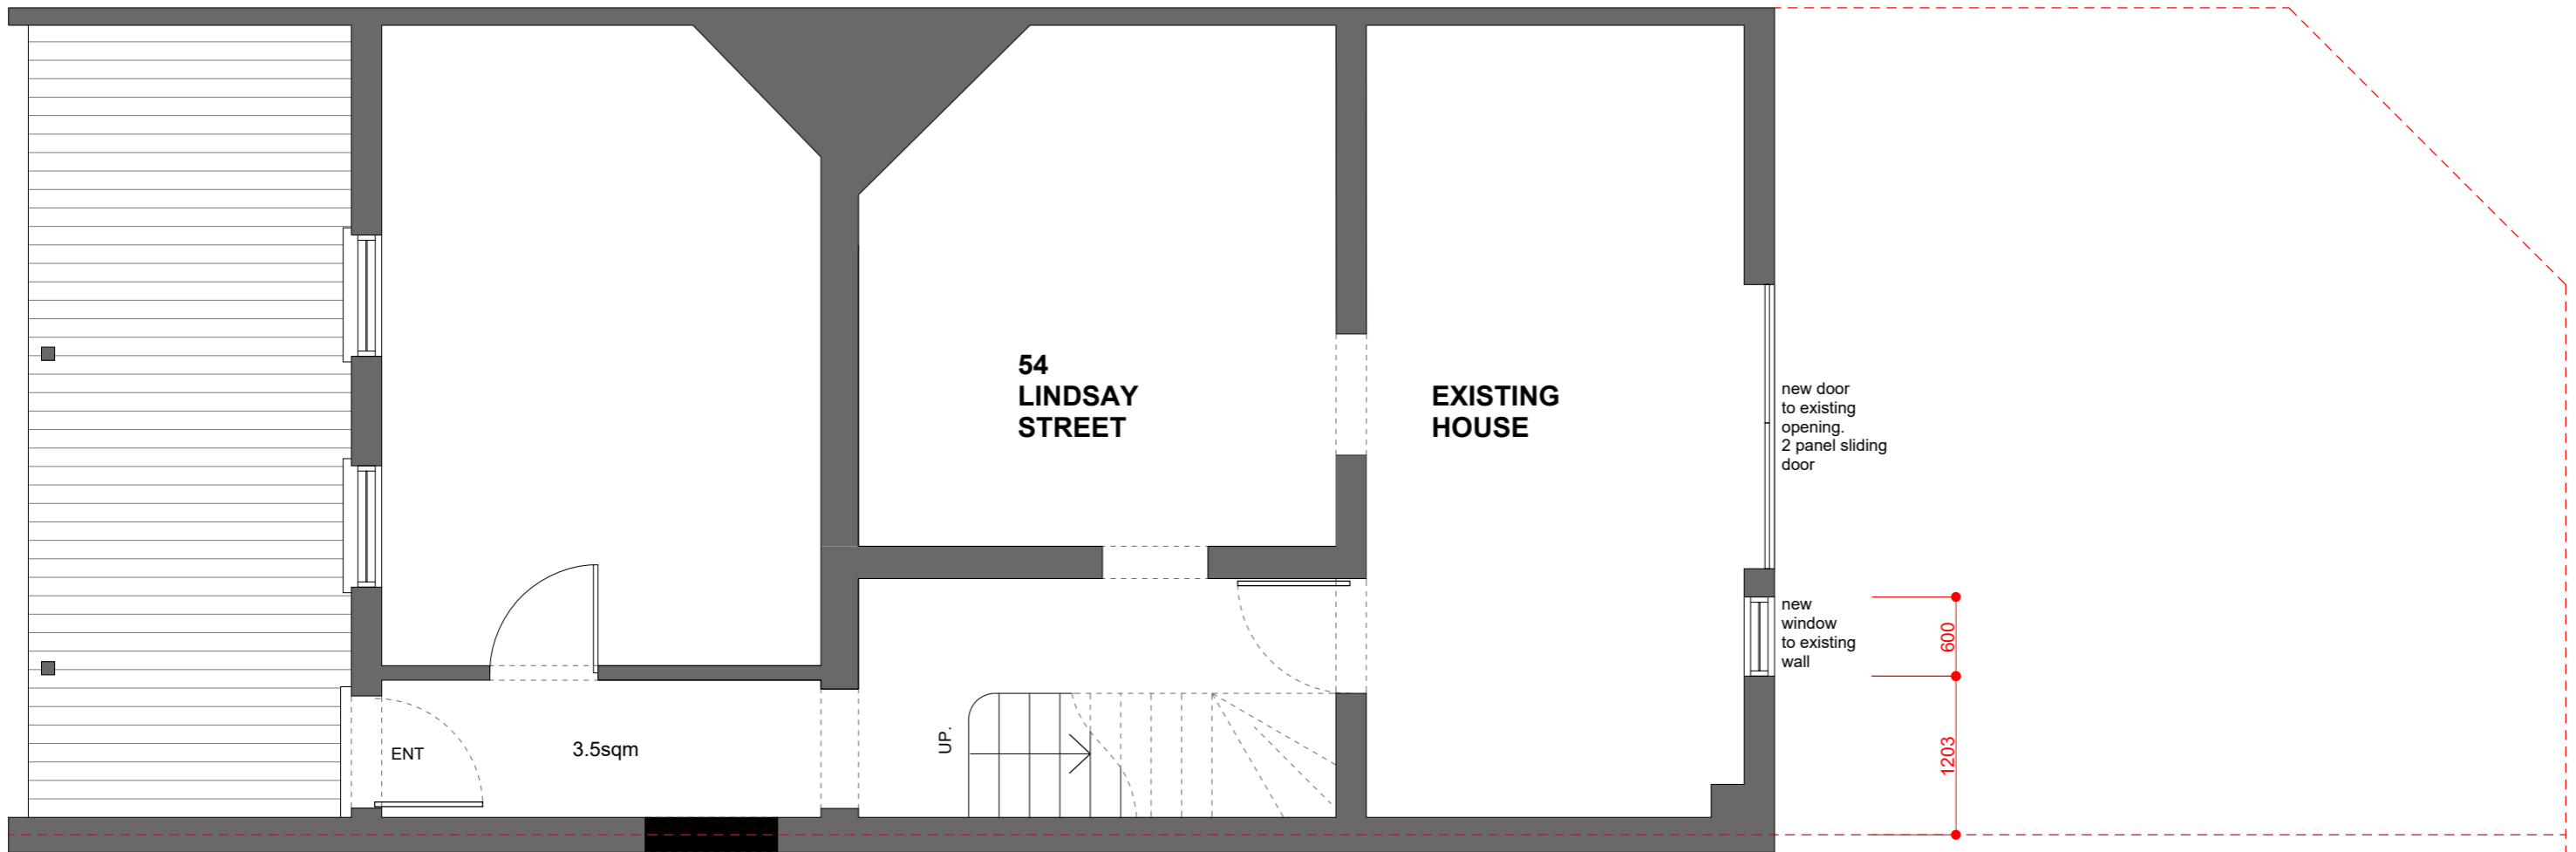 54
LINDSAY
STREET
EXISTING
HOUSE
new door
to existing
opening.
2 panel sliding
door
new
window
to existing
wall
600
1203
ENT
3.5sqm
UP.